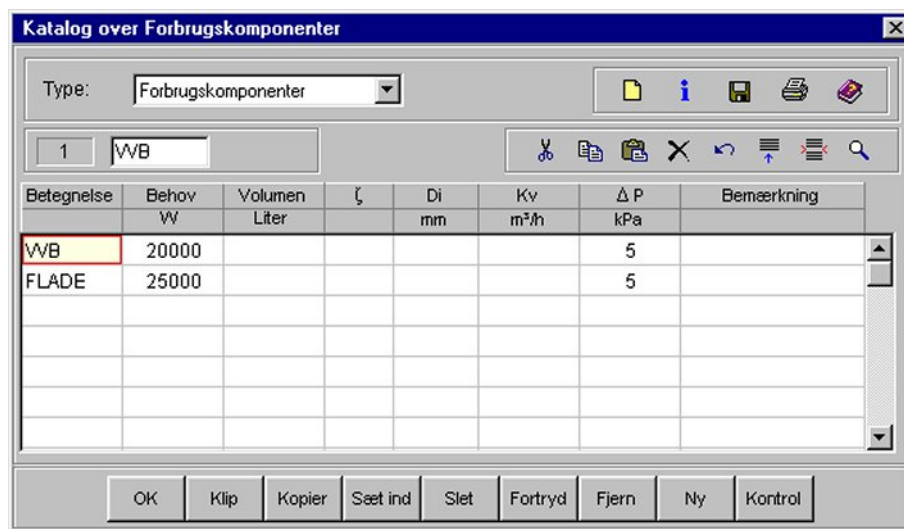 Katalog over Forbrugskomponenter
Type: Forbrugskomponenter
1 VVB
Betegnelse Behov Volumen ζ Di Kv Δ P Bemærkning
W Liter mm m³/h kPa
VVB 20000 5
FLADE 25000 5
OK Klip Kopier Sæt ind Slet Fortryd Fjern Ny Kontrol